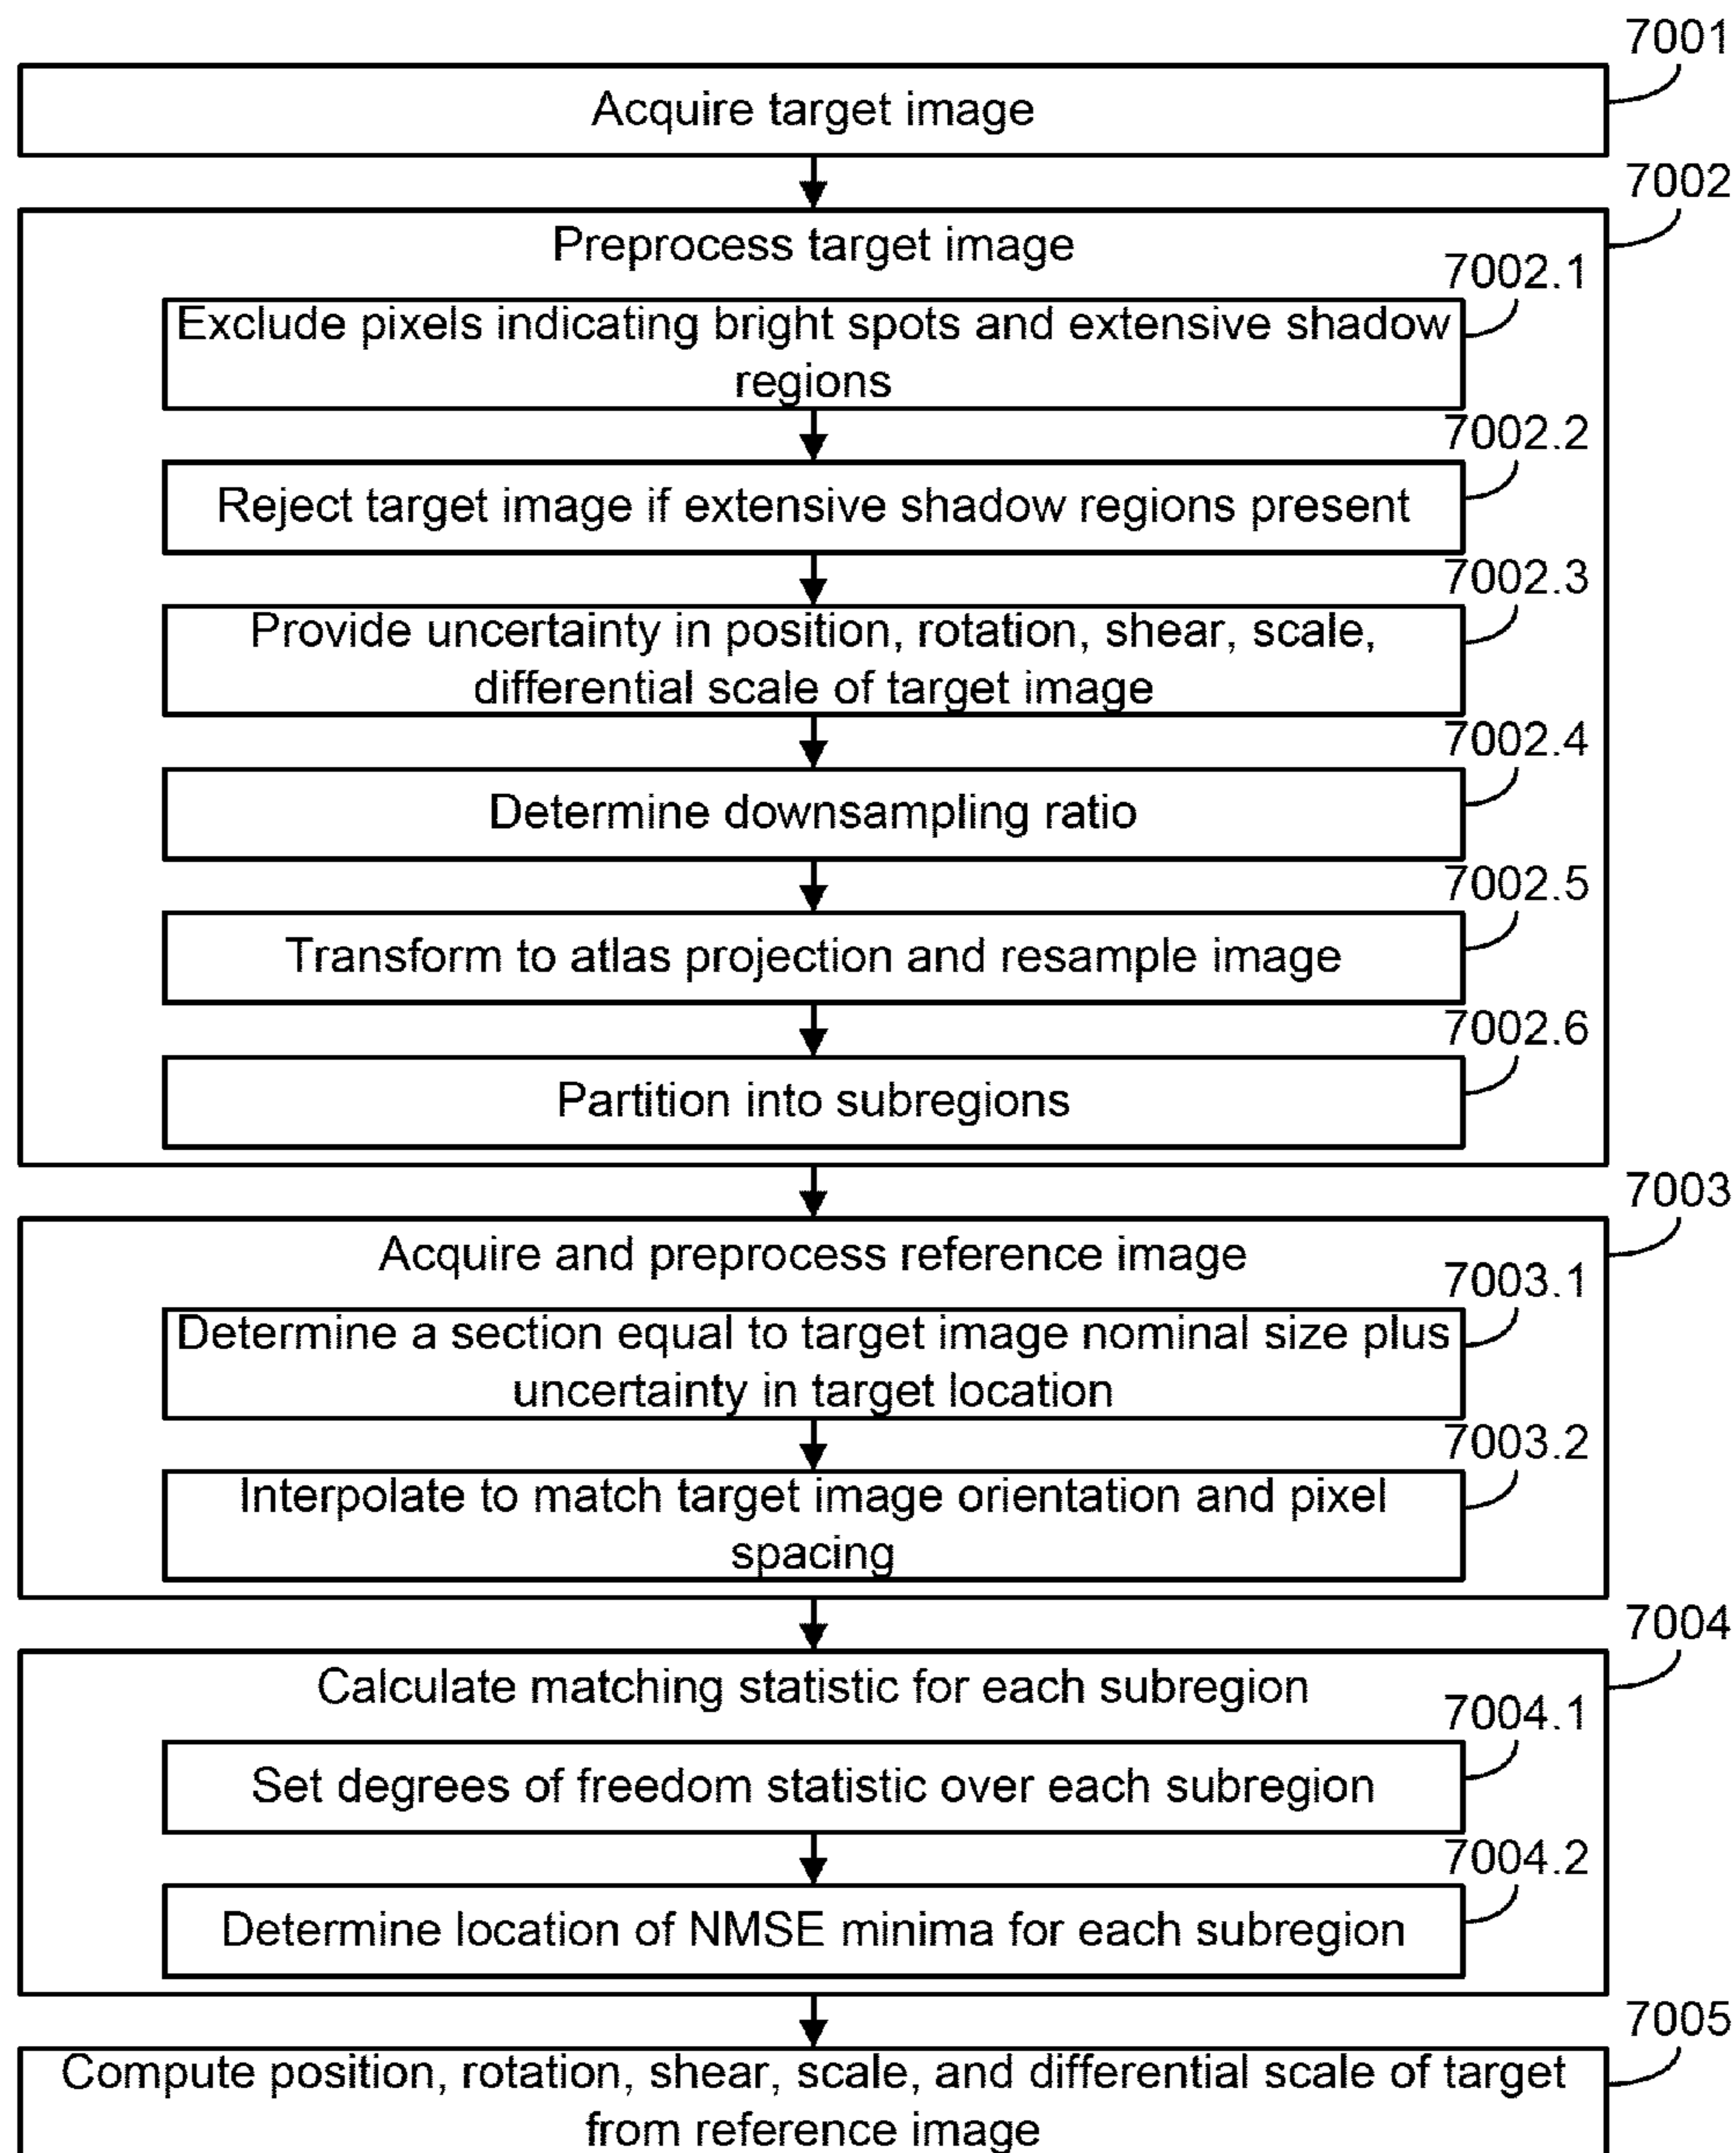 7001
Acquire target image
7002
Preprocess target image
7002.1
Exclude pixels indicating bright spots and extensive shadow
regions
7002.2
Reject target image if extensive shadow regions present
7002.3
Provide uncertainty in position, rotation, shear, scale,
differential scale of target image
7002.4
Determine downsampling ratio
7002.5
Transform to atlas projection and resample image
7002.6
Partition into subregions
7003
Acquire and preprocess reference image
7003.1
Determine a section equal to target image nominal size plus
uncertainty in target location
7003.2
Interpolate to match target image orientation and pixel
spacing
7004
Calculate matching statistic for each subregion
7004.1
Set degrees of freedom statistic over each subregion
7004.2
Determine location of NMSE minima for each subregion
7005
Compute position, rotation, shear, scale, and differential scale of target
from reference image